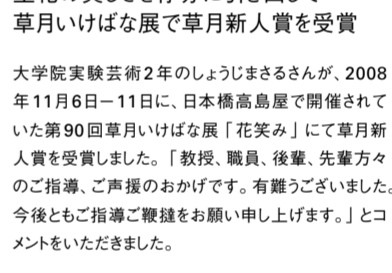 草月いけばな展で草月新人賞を受賞
大学院実験芸術2年のしょうじまさるさんが、2008
年11月6日－11日に、日本橋高島屋で開催されて
いた第90回草月いけばな展「花笑み」にて草月新
人賞を受賞しました。「教授、職員、後輩、先輩方々
のご指導、ご声援のおかげです。有難うございました。
今後ともご指導ご鞭撻をお願い申し上げます。」とコ
メントをいただきました。